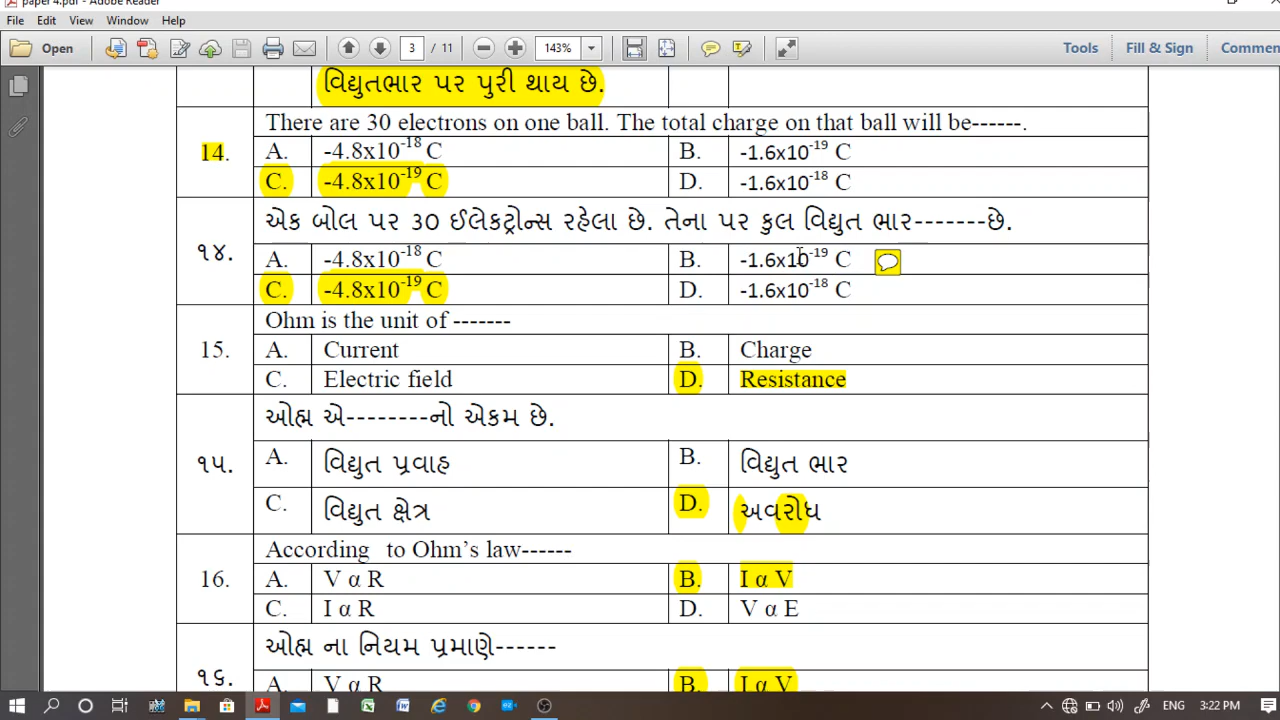 paper 4.pdf - Adobe Reader
File Edit View Window Help
Open 3 / 11 143% Tools Fill & Sign Commen
વિદ્યુતભાર પર પુરી થાય છે.
14. There are 30 electrons on one ball. The total charge on that ball will be------.
A. -4.8x10⁻¹⁸ C B. -1.6x10⁻¹⁹ C
C. -4.8x10⁻¹⁹ C D. -1.6x10⁻¹⁸ C
૧૪. એક બોલ પર 30 ઈલેકટ્રોન્સ રહેલા છે. તેના પર કુલ વિદ્યુત ભાર-------છે.
A. -4.8x10⁻¹⁸ C B. -1.6x10⁻¹⁹ C
C. -4.8x10⁻¹⁹ C D. -1.6x10⁻¹⁸ C
15. Ohm is the unit of -------
A. Current B. Charge
C. Electric field D. Resistance
૧૫. ઓહ્મ એ--------નો એકમ છે.
A. વિદ્યુત પ્રવાહ B. વિદ્યુત ભાર
C. વિદ્યુત ક્ષેત્ર D. અવરોધ
16. According to Ohm's law------
A. V α R B. I α V
C. I α R D. V α E
૧૬. ઓહ્મ ના નિયમ પ્રમાણે------
A. V α R B. I α V
ENG 3:22 PM